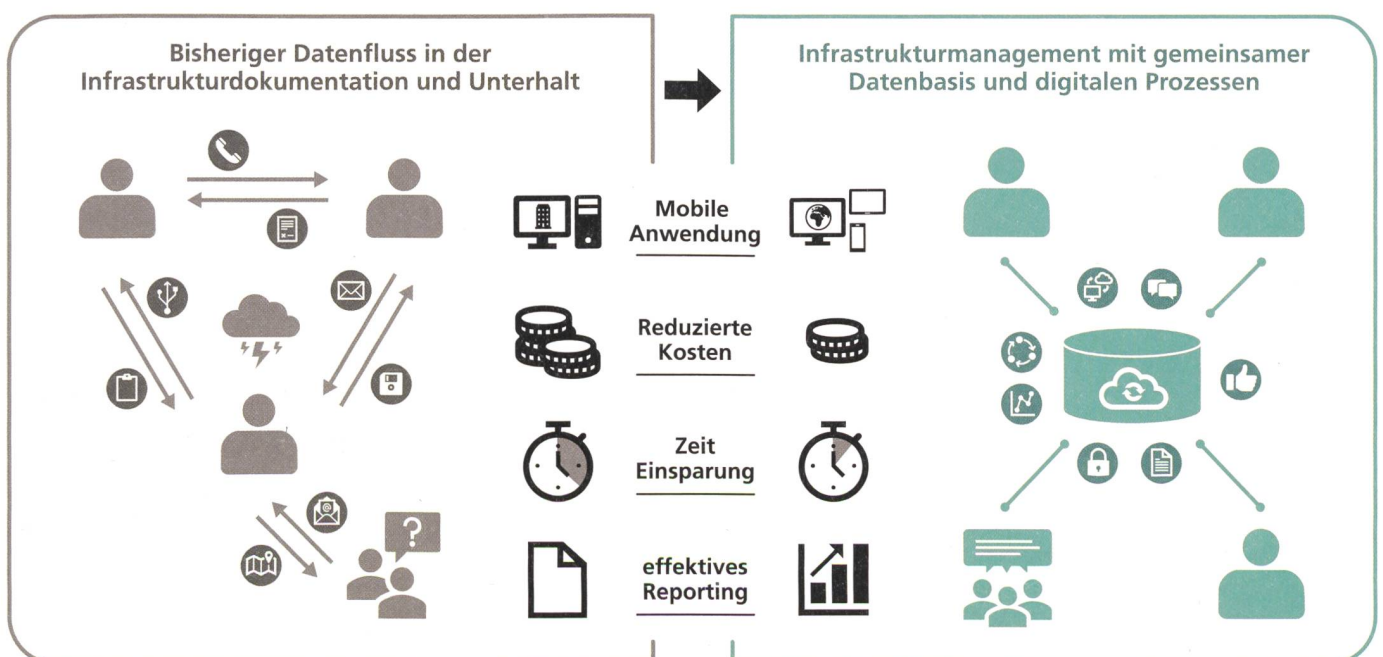 Bisheriger Datenfluss in der
Infrastrukturdokumentation und Unterhalt
Infrastrukturmanagement mit gemeinsamer
Datenbasis und digitalen Prozessen
Mobile
Anwendung
Reduzierte
Kosten
Zeit
Einsparung
effektives
Reporting
@
?